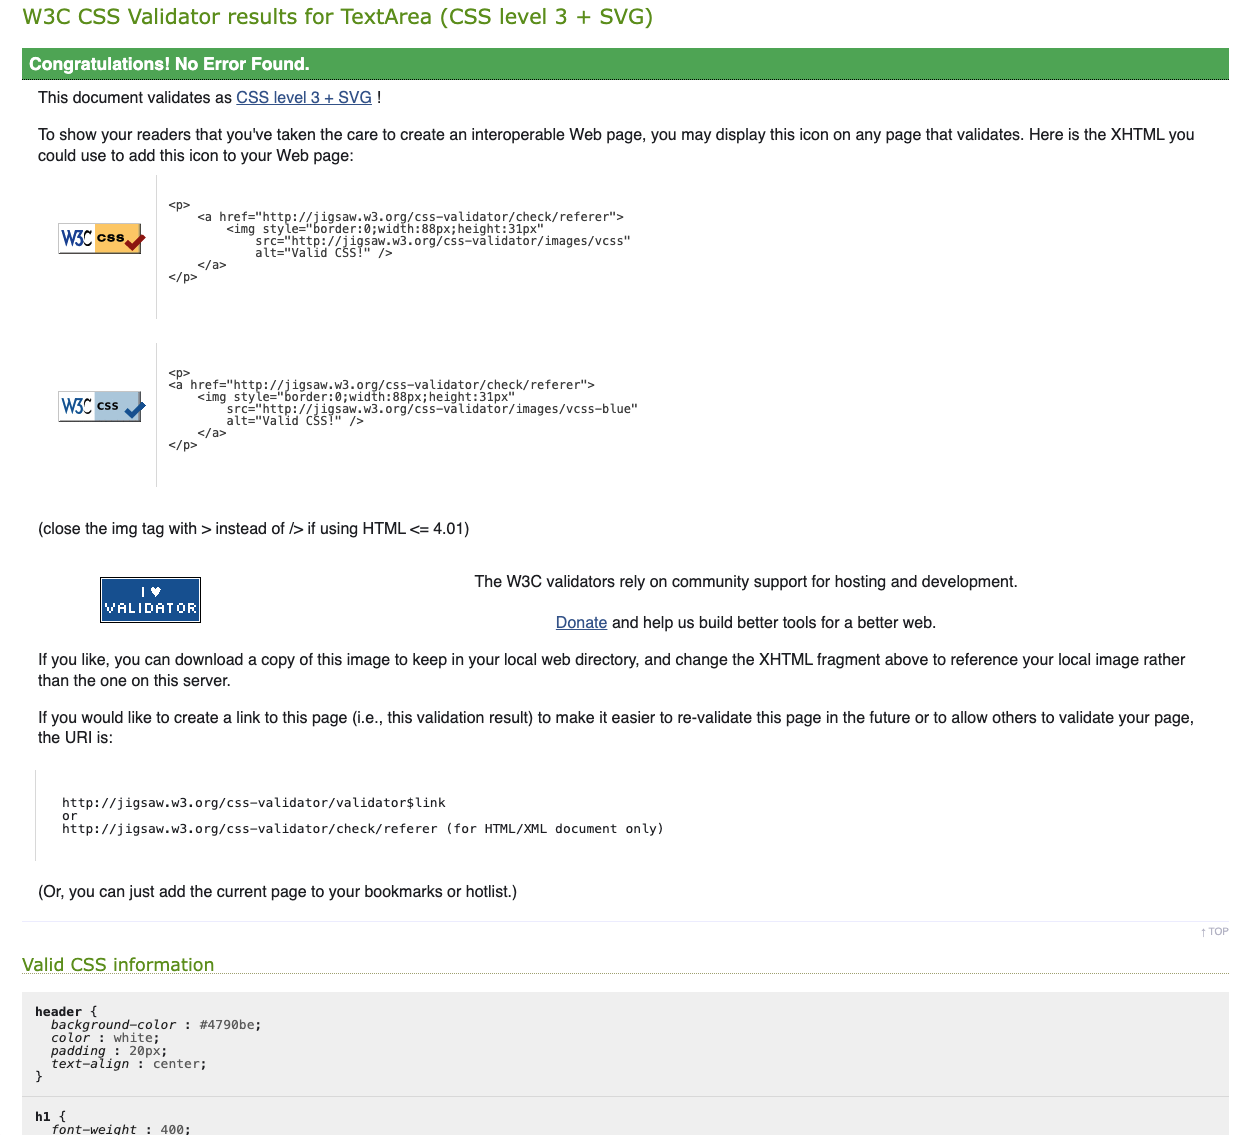 W3C CSS Validator results for TextArea (CSS level 3 + SVG)
Congratulations! No Error Found.
This document validates as CSS level 3 + SVG !
To show your readers that you've taken the care to create an interoperable Web page, you may display this icon on any page that validates. Here is the XHTML you
could use to add this icon to your Web page:
W3C css
<p>
    <a href="http://jigsaw.w3.org/css-validator/check/referer">
        <img style="border:0;width:88px;height:31px"
            src="http://jigsaw.w3.org/css-validator/images/vcss"
            alt="Valid CSS!" />
    </a>
</p>
W3C css
<p>
<a href="http://jigsaw.w3.org/css-validator/check/referer">
    <img style="border:0;width:88px;height:31px"
        src="http://jigsaw.w3.org/css-validator/images/vcss-blue"
        alt="Valid CSS!" />
    </a>
</p>
(close the img tag with > instead of /> if using HTML <= 4.01)
I ♥
VALIDATOR
The W3C validators rely on community support for hosting and development.
Donate and help us build better tools for a better web.
If you like, you can download a copy of this image to keep in your local web directory, and change the XHTML fragment above to reference your local image rather
than the one on this server.
If you would like to create a link to this page (i.e., this validation result) to make it easier to re-validate this page in the future or to allow others to validate your page,
the URI is:
http://jigsaw.w3.org/css-validator/validator$link
or
http://jigsaw.w3.org/css-validator/check/referer (for HTML/XML document only)
(Or, you can just add the current page to your bookmarks or hotlist.)
↑ TOP
Valid CSS information
header {
  background-color : #4790be;
  color : white;
  padding : 20px;
  text-align : center;
}
h1 {
  font-weight : 400;